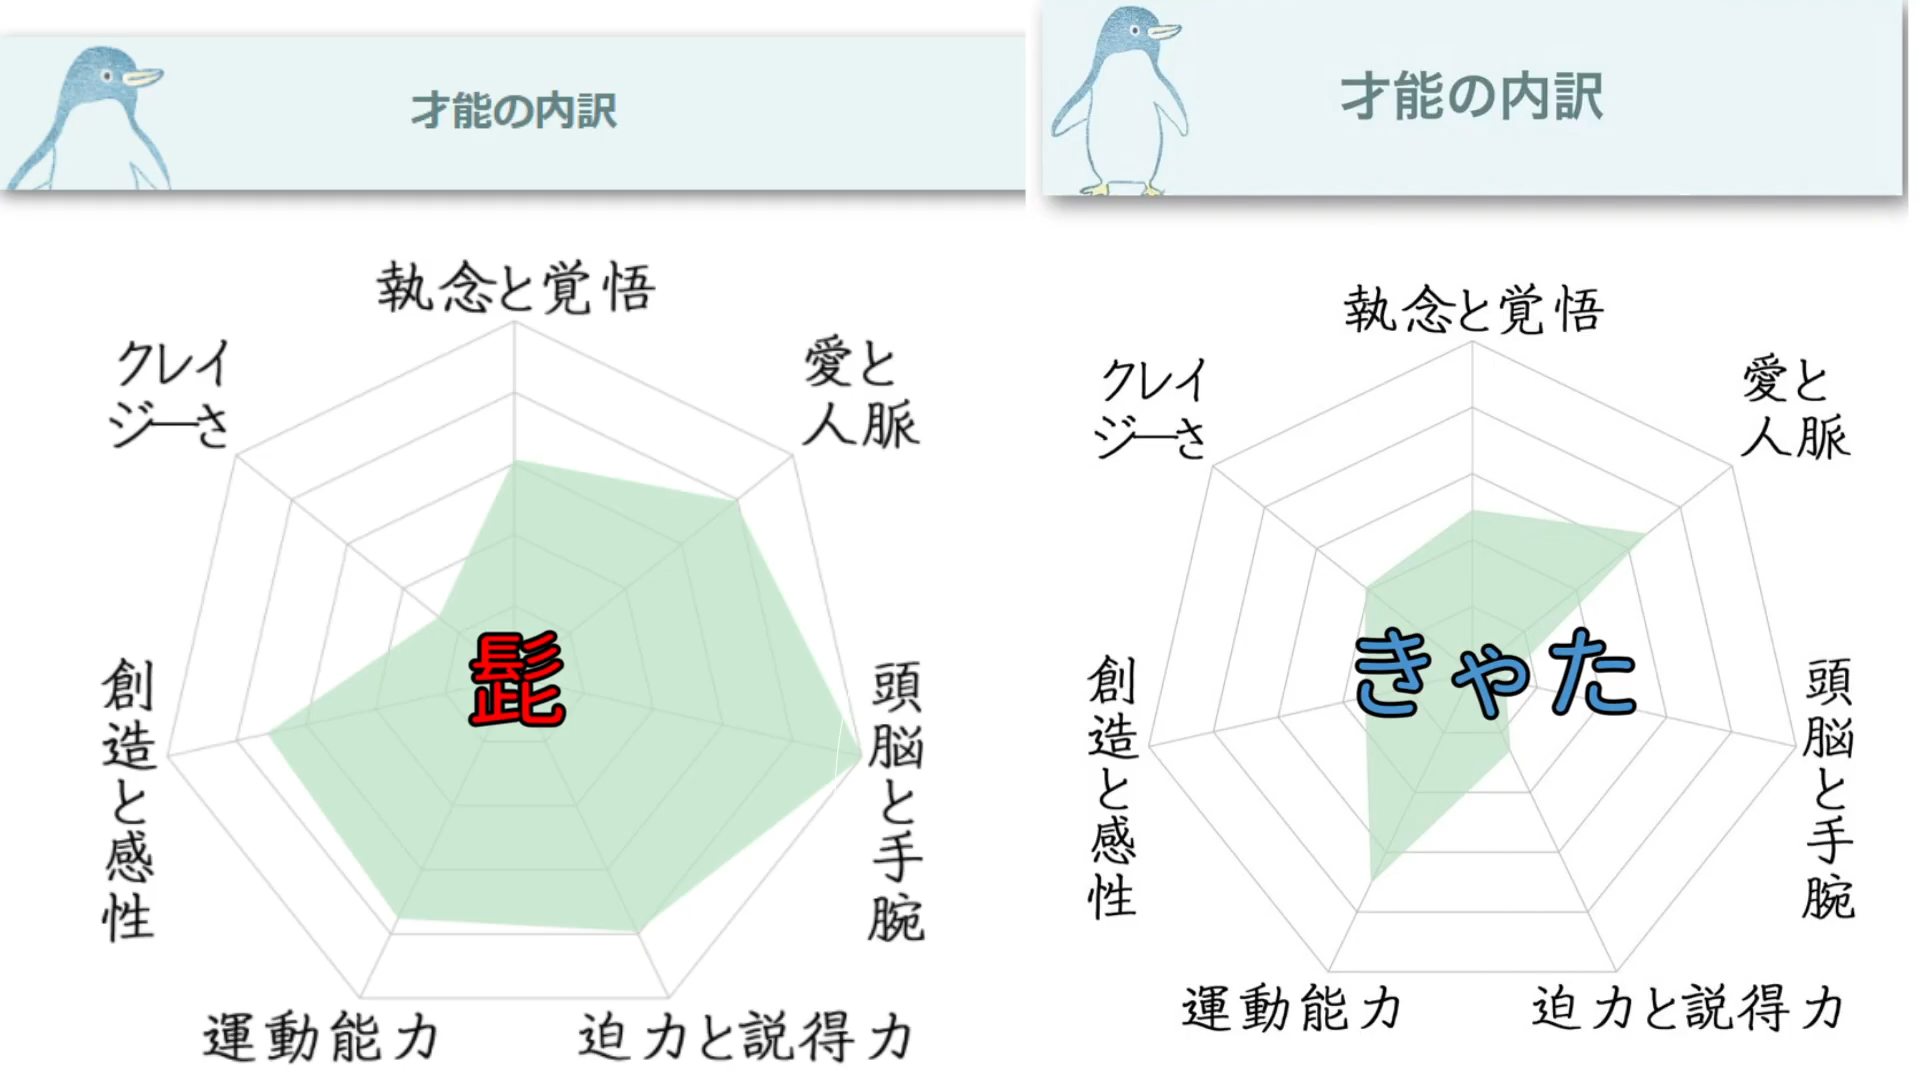 才能の内訳
執念と覚悟
クレイ
ジーさ
愛と
人脈
髭
創造と感性
頭脳と手腕
運動能力
迫力と説得力
才能の内訳
執念と覚悟
クレイ
ジーさ
愛と
人脈
きゃた
創造と感性
頭脳と手腕
運動能力
迫力と説得力